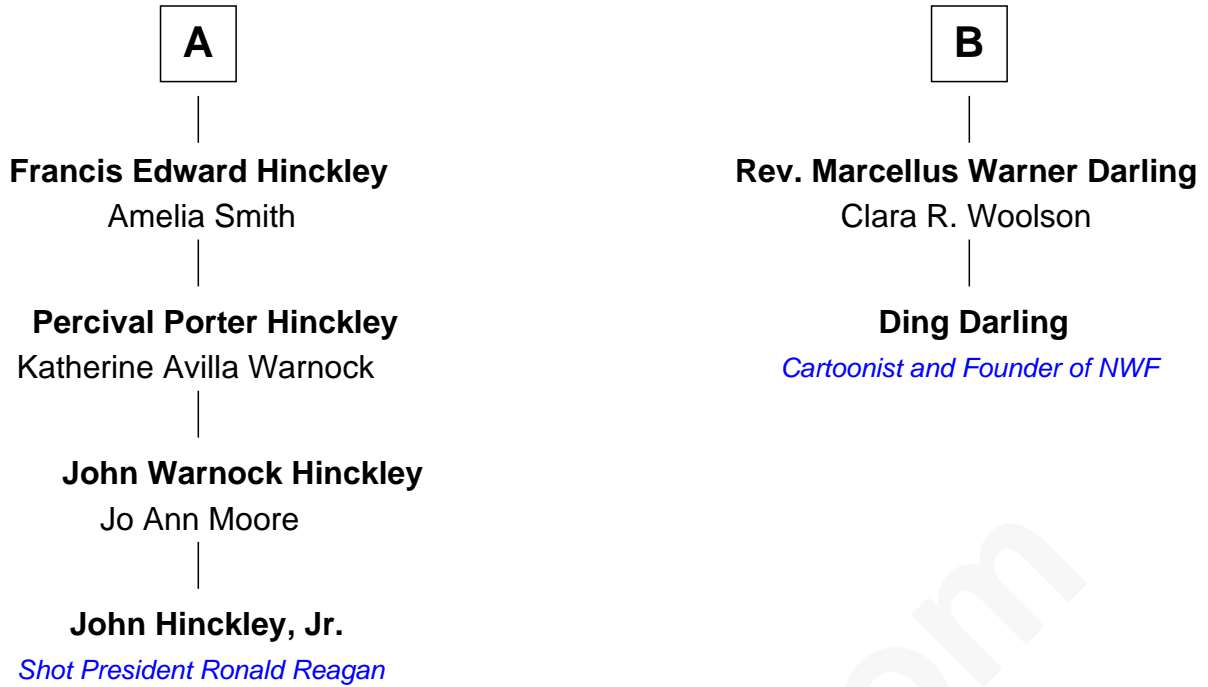 A
Francis Edward Hinckley
Amelia Smith
Percival Porter Hinckley
Katherine Avilla Warnock
John Warnock Hinckley
Jo Ann Moore
John Hinckley, Jr.
Shot President Ronald Reagan
B
Rev. Marcellus Warner Darling
Clara R. Woolson
Ding Darling
Cartoonist and Founder of NWF
om